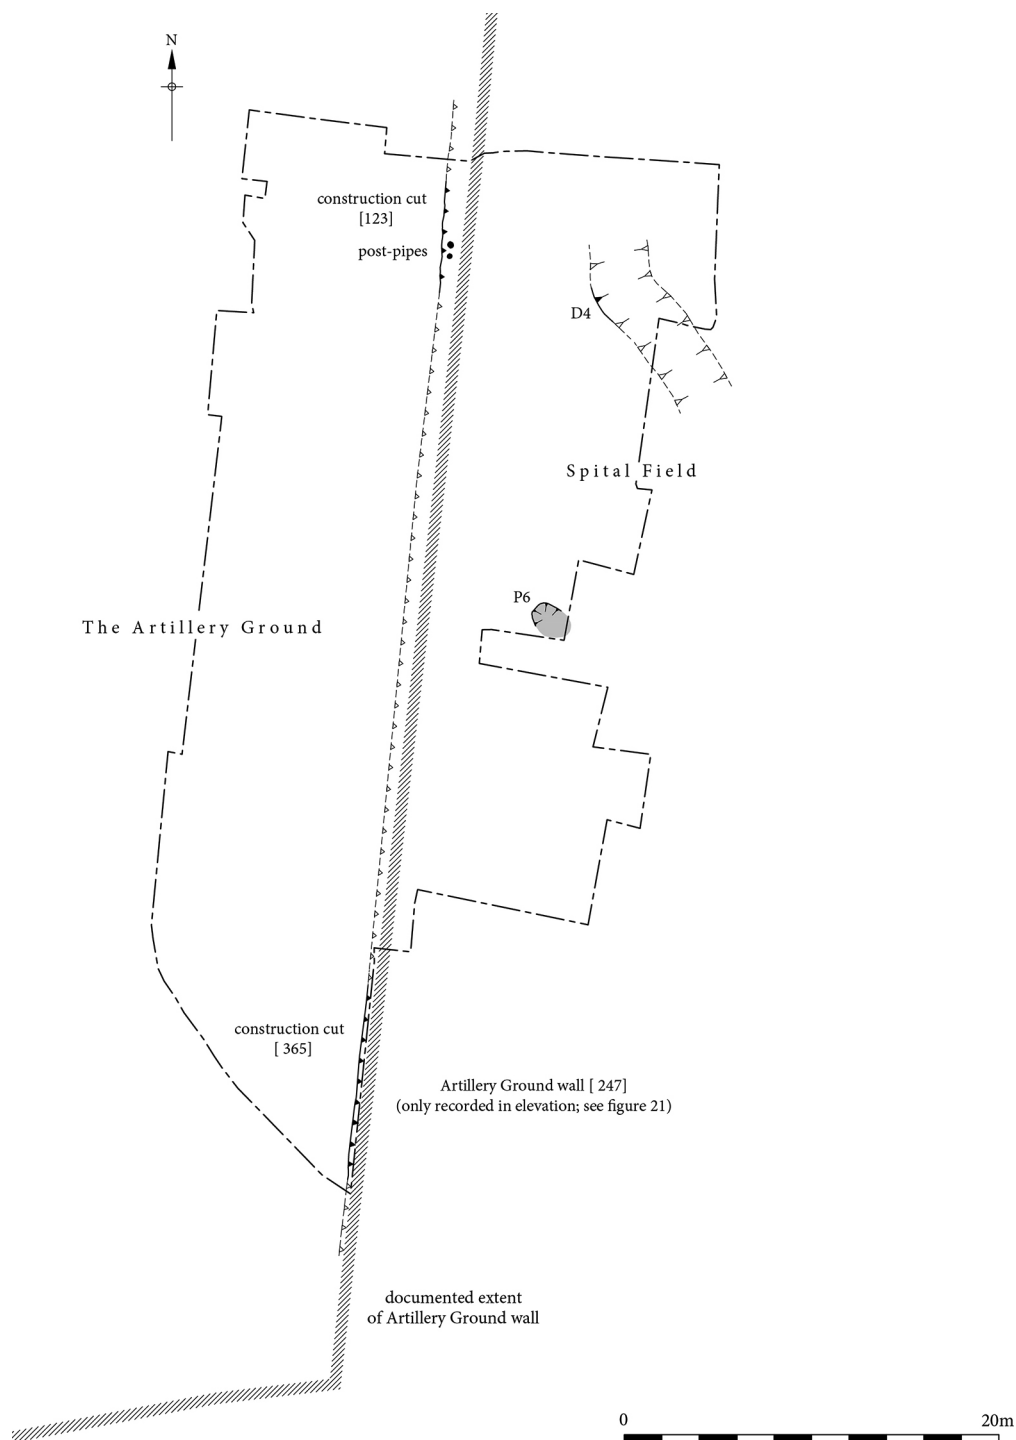 N
construction cut
[123]
post-pipes
D4
Spital Field
P6
The Artillery Ground
construction cut
[ 365]
Artillery Ground wall [ 247]
(only recorded in elevation; see figure 21)
documented extent
of Artillery Ground wall
0 20m